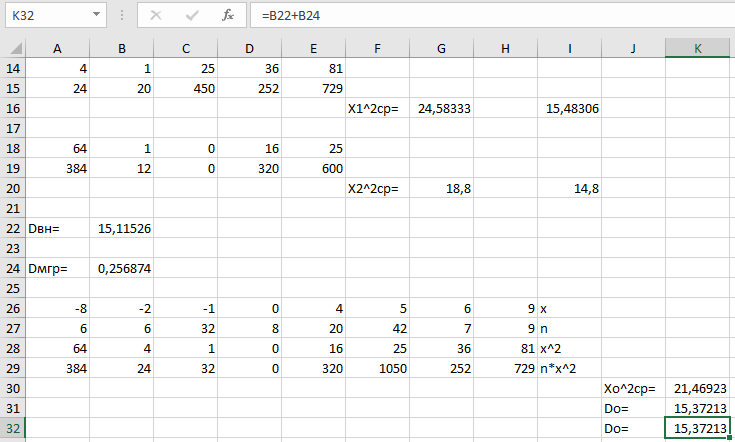 K32 fx =B22+B24
A B C D E F G H I J K
14 4 1 25 36 81
15 24 20 450 252 729
16 X1^2ср= 24,58333 15,48306
17
18 64 1 0 16 25
19 384 12 0 320 600
20 X2^2ср= 18,8 14,8
21
22 Dвн= 15,11526
23
24 Dмгр= 0,256874
25
26 -8 -2 -1 0 4 5 6 9 x
27 6 6 32 8 20 42 7 9 n
28 64 4 1 0 16 25 36 81 x^2
29 384 24 32 0 320 1050 252 729 n*x^2
30 Xo^2ср= 21,46923
31 Do= 15,37213
32 Do= 15,37213